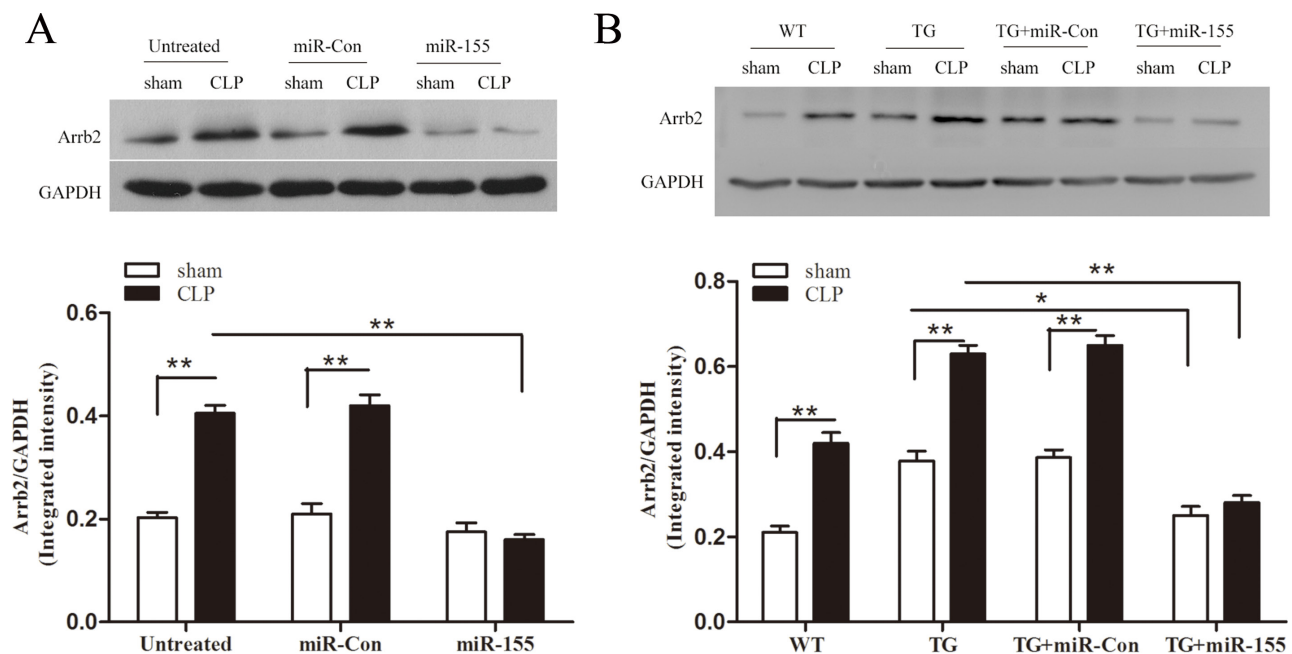 A
Untreated miR-Con miR-155
sham CLP sham CLP sham CLP
Arrb2
GAPDH
sham
CLP
Arrb2/GAPDH
(Integrated intensity)
0.6
0.4
0.2
0.0
** ** **
Untreated miR-Con miR-155
B
WT TG TG+miR-Con TG+miR-155
sham CLP sham CLP sham CLP sham CLP
Arrb2
GAPDH
sham
CLP
Arrb2/GAPDH
(Integrated intensity)
0.8
0.6
0.4
0.2
0.0
**
*
** **
**
WT TG TG+miR-Con TG+miR-155